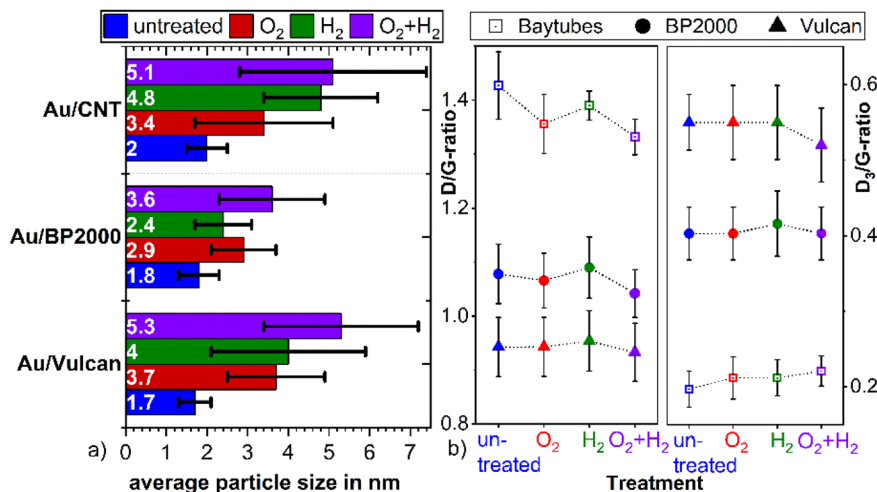 untreated O₂ H₂ O₂+H₂
Au/CNT
5.1
4.8
3.4
2
Au/BP2000
3.6
2.4
2.9
1.8
Au/Vulcan
5.3
4
3.7
1.7
0 1 2 3 4 5 6 7
a)
average particle size in nm
Baytubes BP2000 Vulcan
D/G-ratio
1.4
1.2
1.0
0.8
D₃/G-ratio
0.6
0.4
0.2
b)
un-
treated
O₂
H₂
O₂+H₂
un-
treated
O₂
H₂
O₂+H₂
Treatment